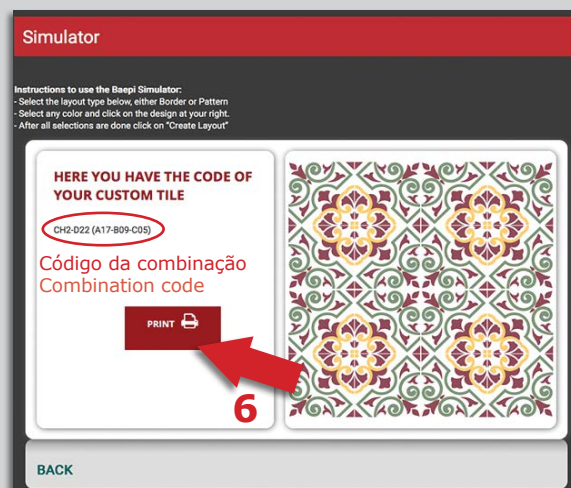 Simulator
Instructions to use the Baepi Simulator:
- Select the layout type below, either Border or Pattern
- Select any color and click on the design at your right.
- After all selections are done click on "Create Layout"
HERE YOU HAVE THE CODE OF
YOUR CUSTOM TILE
CH2-D22 (A17-B09-C05)
Código da combinação
Combination code
PRINT
6
BACK